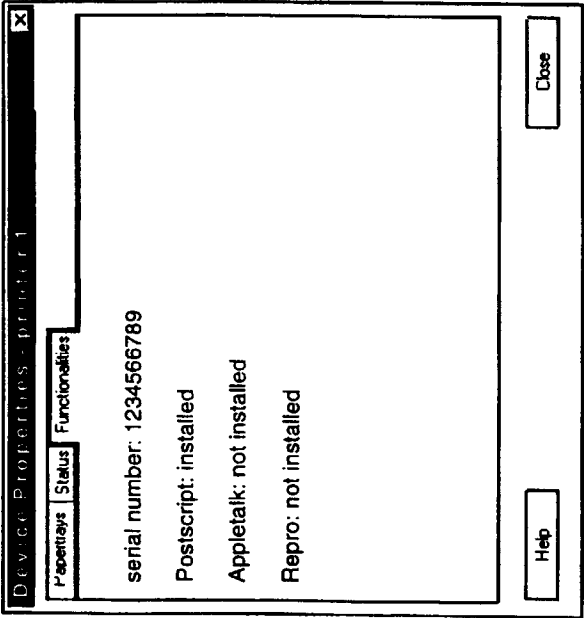 Device Properties - printer 1
Papertrays Status Functionalities
serial number: 1234566789
Postscript: installed
Appletalk: not installed
Repro: not installed
Help Close